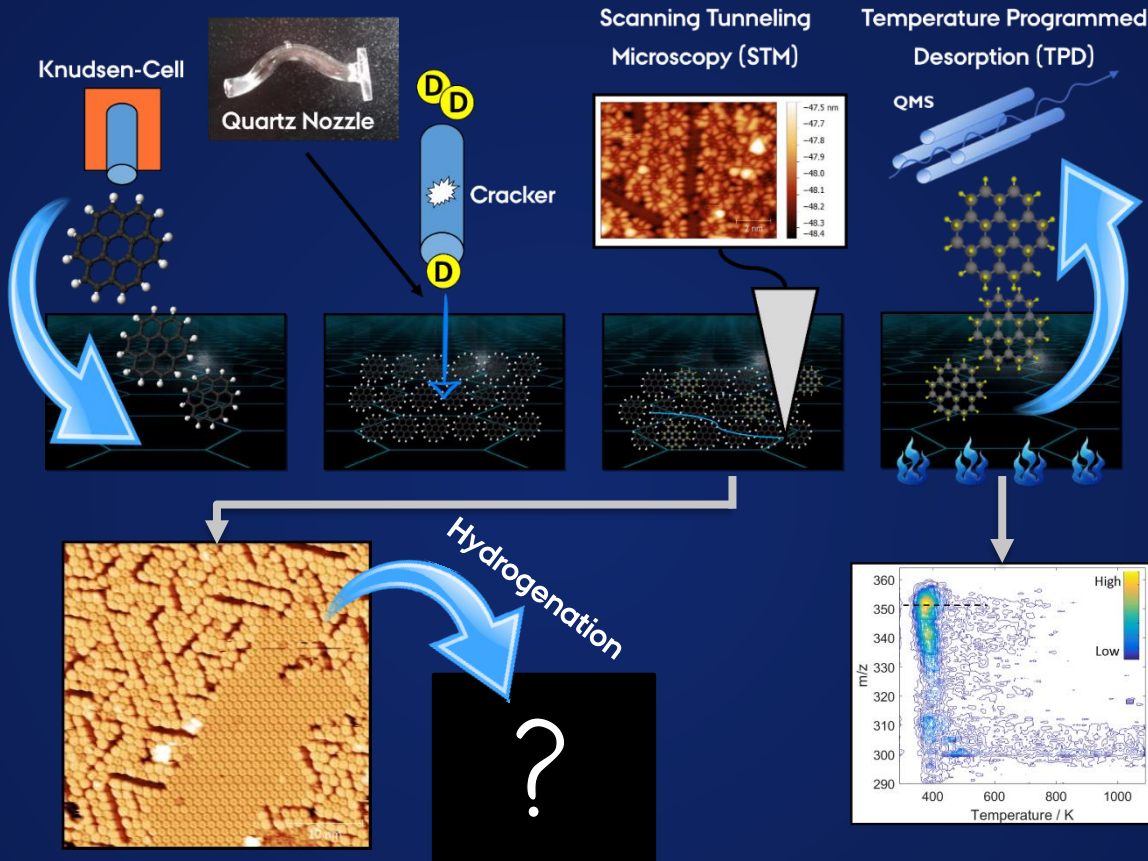 Knudsen-Cell
Quartz Nozzle
D
D
Cracker
D
Scanning Tunneling
Microscopy (STM)
−47.5 nm
−47.7
−47.8
−47.9
−48.0
−48.1
−48.2
−48.3
−48.4
2 nm
Temperature Programmed
Desorption (TPD)
QMS
Hydrogenation
10 nm
?
360
350
340
330
320
310
300
290
m/z
High
Low
400
600
800
1000
Temperature / K